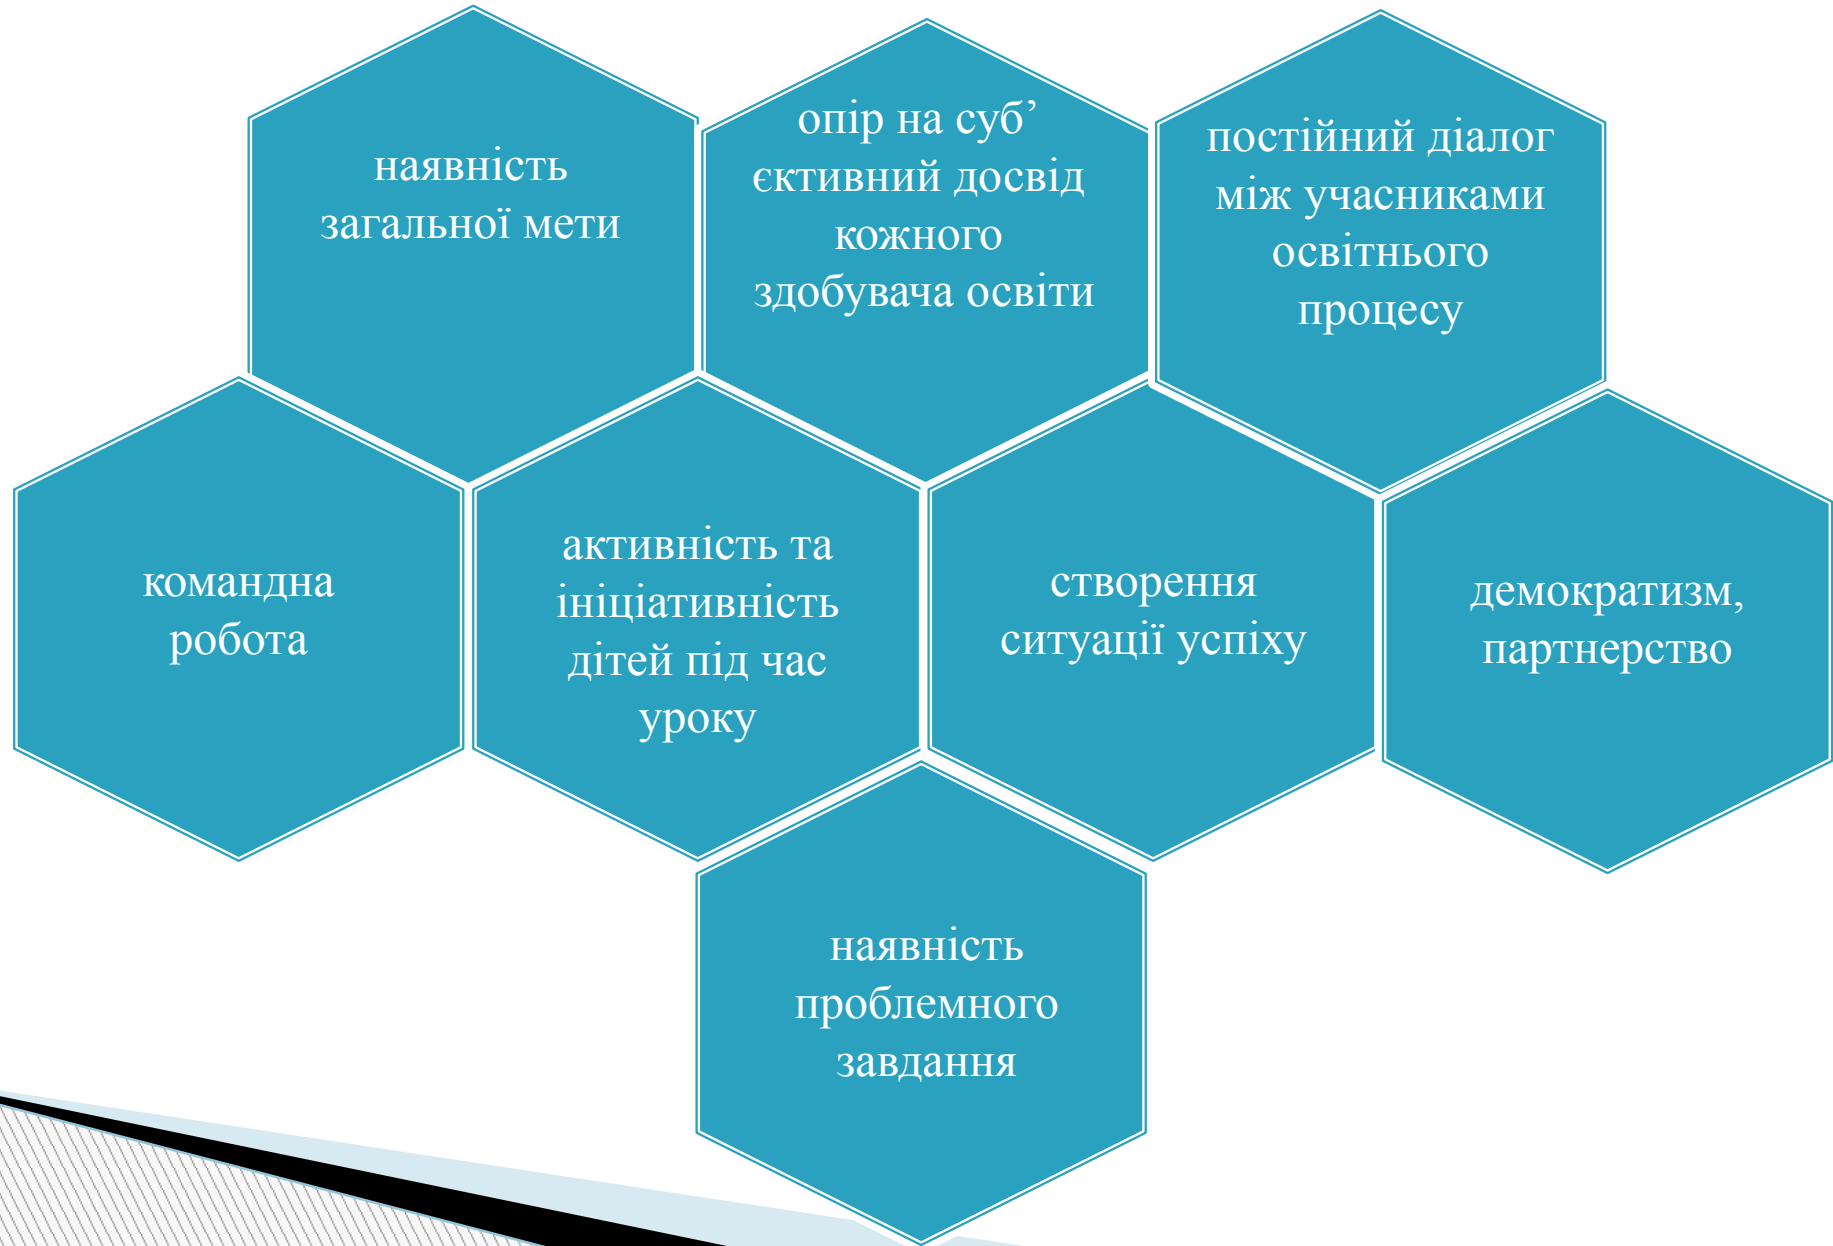 наявність
загальної мети
опір на суб’
єктивний досвід
кожного
здобувача освіти
постійний діалог
між учасниками
освітнього
процесу
командна
робота
активність та
ініціативність
дітей під час
уроку
створення
ситуації успіху
демократизм,
партнерство
наявність
проблемного
завдання